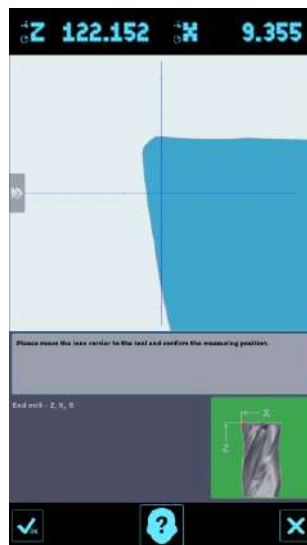 Z 122.152 X 9.355
Please move the lens carrier to the tool and confirm the measuring position.
End mill - Z, X, R
X
Z
OK
?